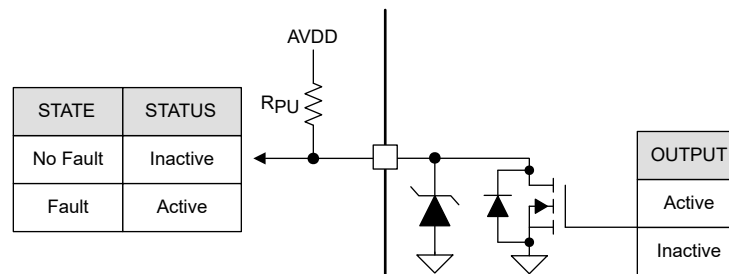 AVDD
RPU
STATE STATUS
No Fault Inactive
Fault Active
OUTPUT
Active
Inactive